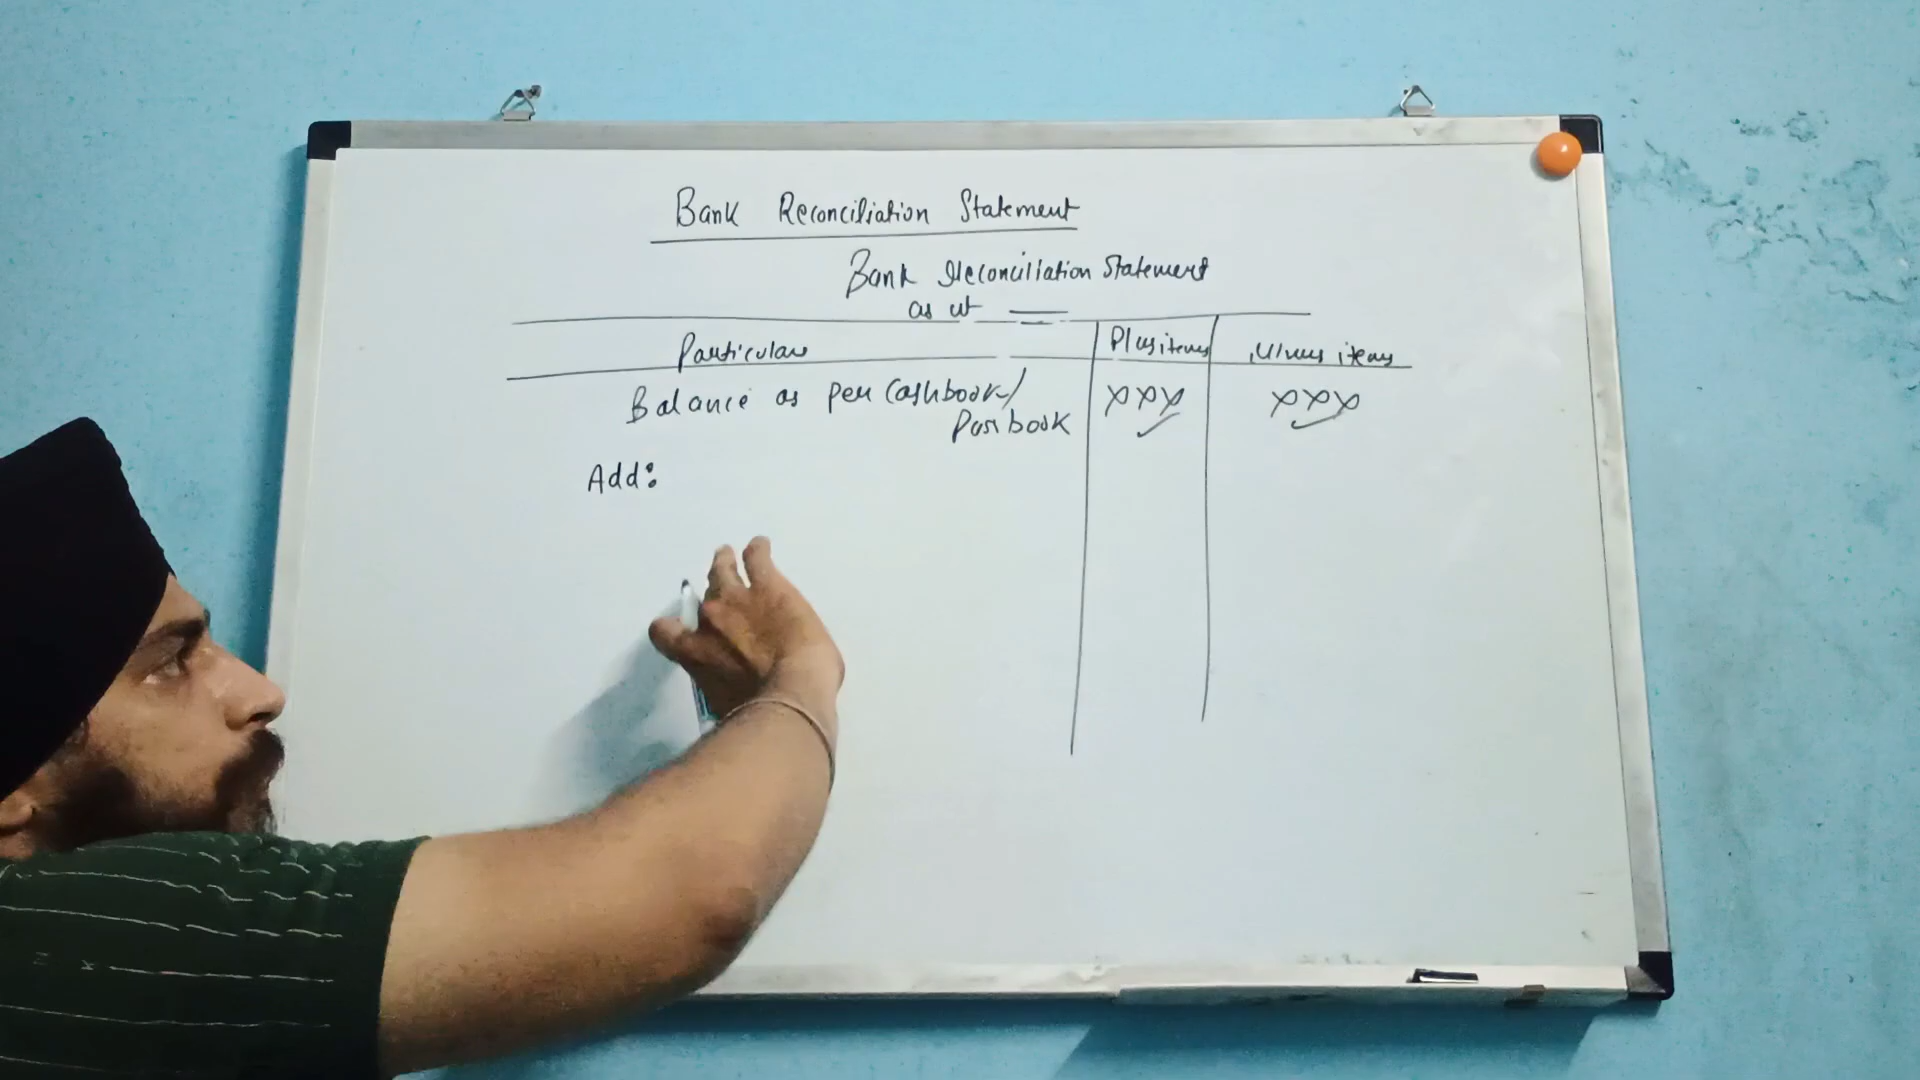 Bank Reconciliation Statement
Bank Reconcillation Statement
as at
Particulars Plus items Minus items
Balance as per Cashbook/ xxx xxx
Passbook
Add: